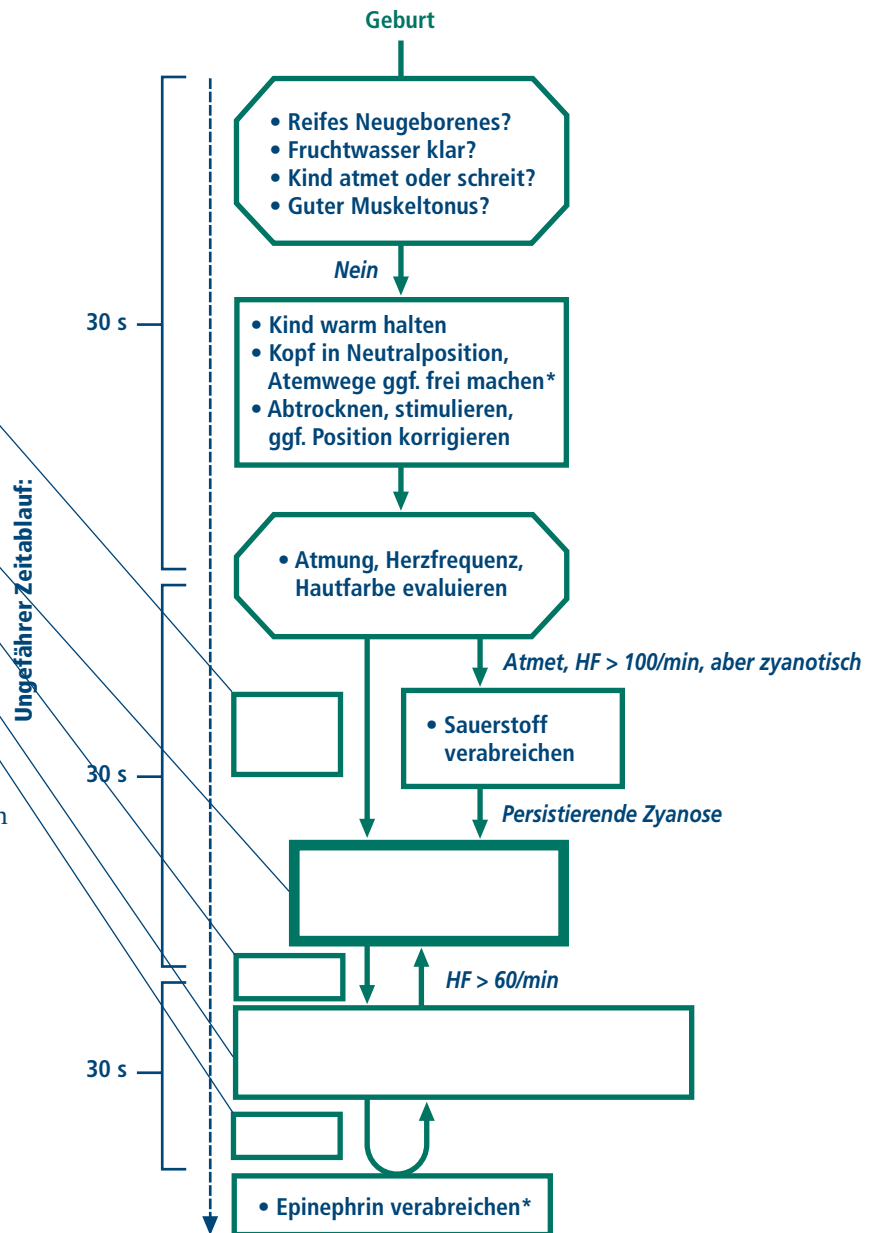 Geburt
• Reifes Neugeborenes?
• Fruchtwasser klar?
• Kind atmet oder schreit?
• Guter Muskeltonus?
Nein
30 s
• Kind warm halten
• Kopf in Neutralposition,
Atemwege ggf. frei machen*
• Abtrocknen, stimulieren,
ggf. Position korrigieren
Ungefährer Zeitablauf:
• Atmung, Herzfrequenz,
Hautfarbe evaluieren
Atmet, HF > 100/min, aber zyanotisch
• Sauerstoff
verabreichen
30 s
n
Persistierende Zyanose
HF > 60/min
30 s
• Epinephrin verabreichen*